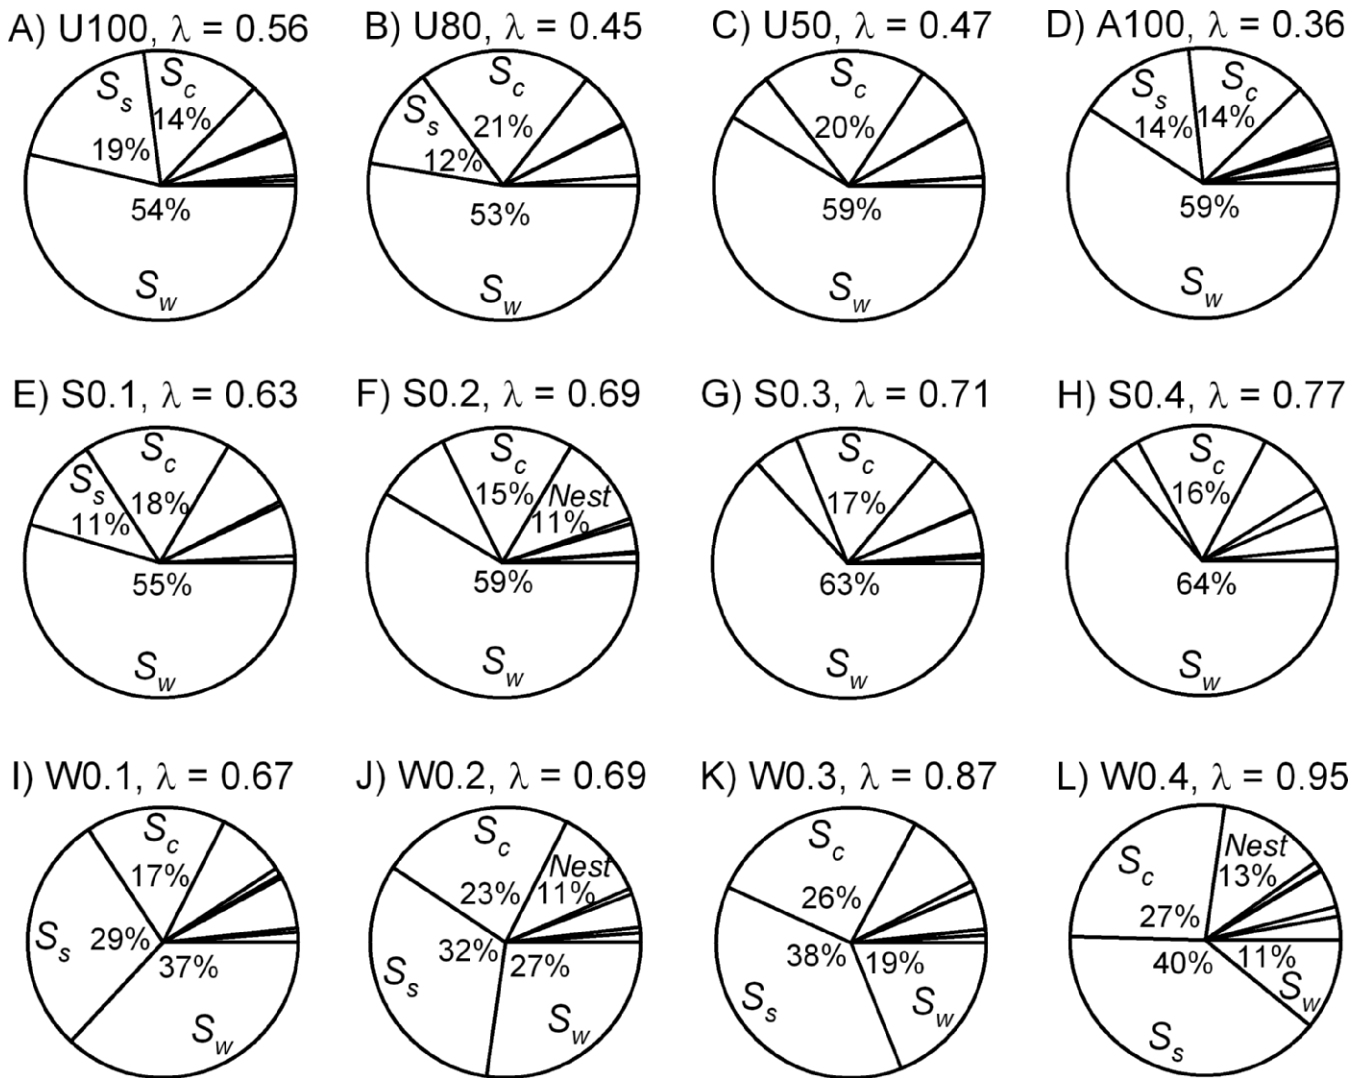 A) U100, λ = 0.56
B) U80, λ = 0.45
C) U50, λ = 0.47
D) A100, λ = 0.36
Ss
19%
Sc
14%
54%
Sw
Ss
12%
Sc
21%
53%
Sw
Sc
20%
59%
Sw
Ss
14%
Sc
14%
59%
Sw
E) S0.1, λ = 0.63
F) S0.2, λ = 0.69
G) S0.3, λ = 0.71
H) S0.4, λ = 0.77
Ss
11%
Sc
18%
55%
Sw
Sc
15%
Nest
11%
59%
Sw
Sc
17%
63%
Sw
Sc
16%
64%
Sw
I) W0.1, λ = 0.67
J) W0.2, λ = 0.69
K) W0.3, λ = 0.87
L) W0.4, λ = 0.95
Sc
17%
Ss
29%
37%
Sw
Sc
23%
Nest
11%
Ss
32%
27%
Sw
Sc
26%
Ss
38%
19%
Sw
Sc
27%
Nest
13%
Ss
40%
11%
Sw